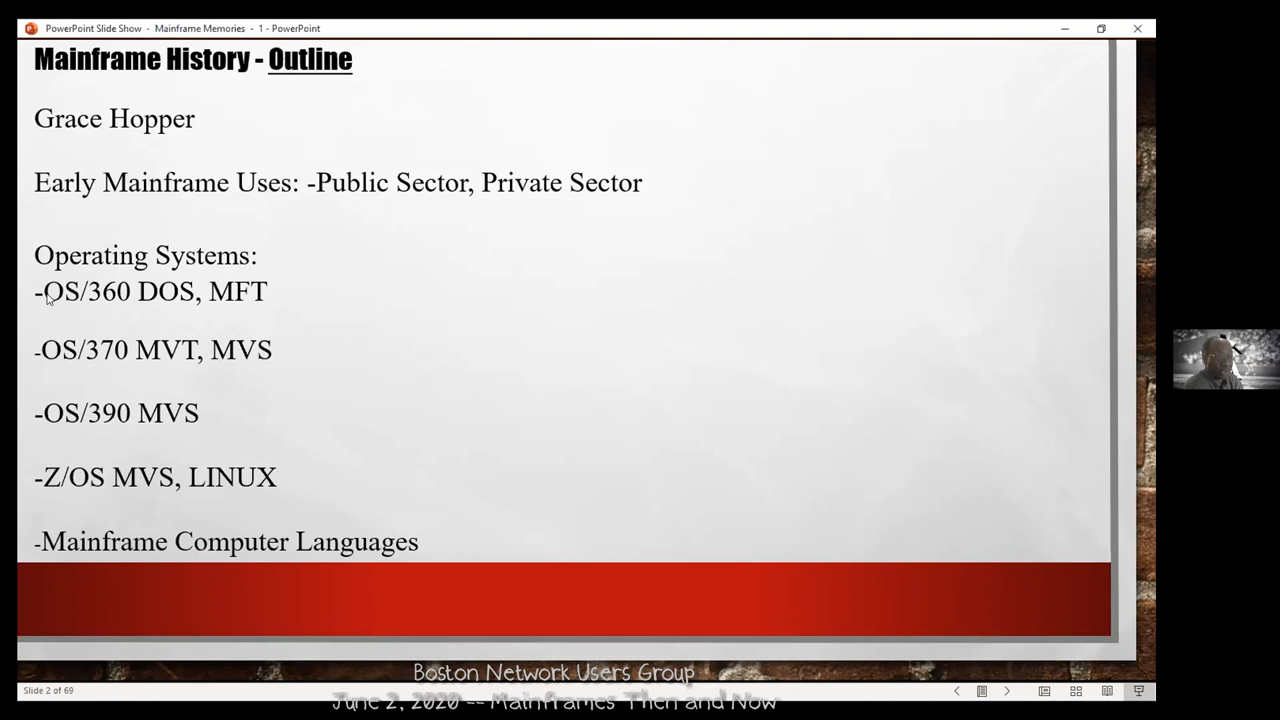 PowerPoint Slide Show - Mainframe Memories - 1 - PowerPoint
Mainframe History - Outline
Grace Hopper
Early Mainframe Uses: -Public Sector, Private Sector
Operating Systems:
-OS/360 DOS, MFT
-OS/370 MVT, MVS
-OS/390 MVS
-Z/OS MVS, LINUX
-Mainframe Computer Languages
Boston Network Users Group
Slide 2 of 69
June 2, 2020 -- Mainframes Then and Now